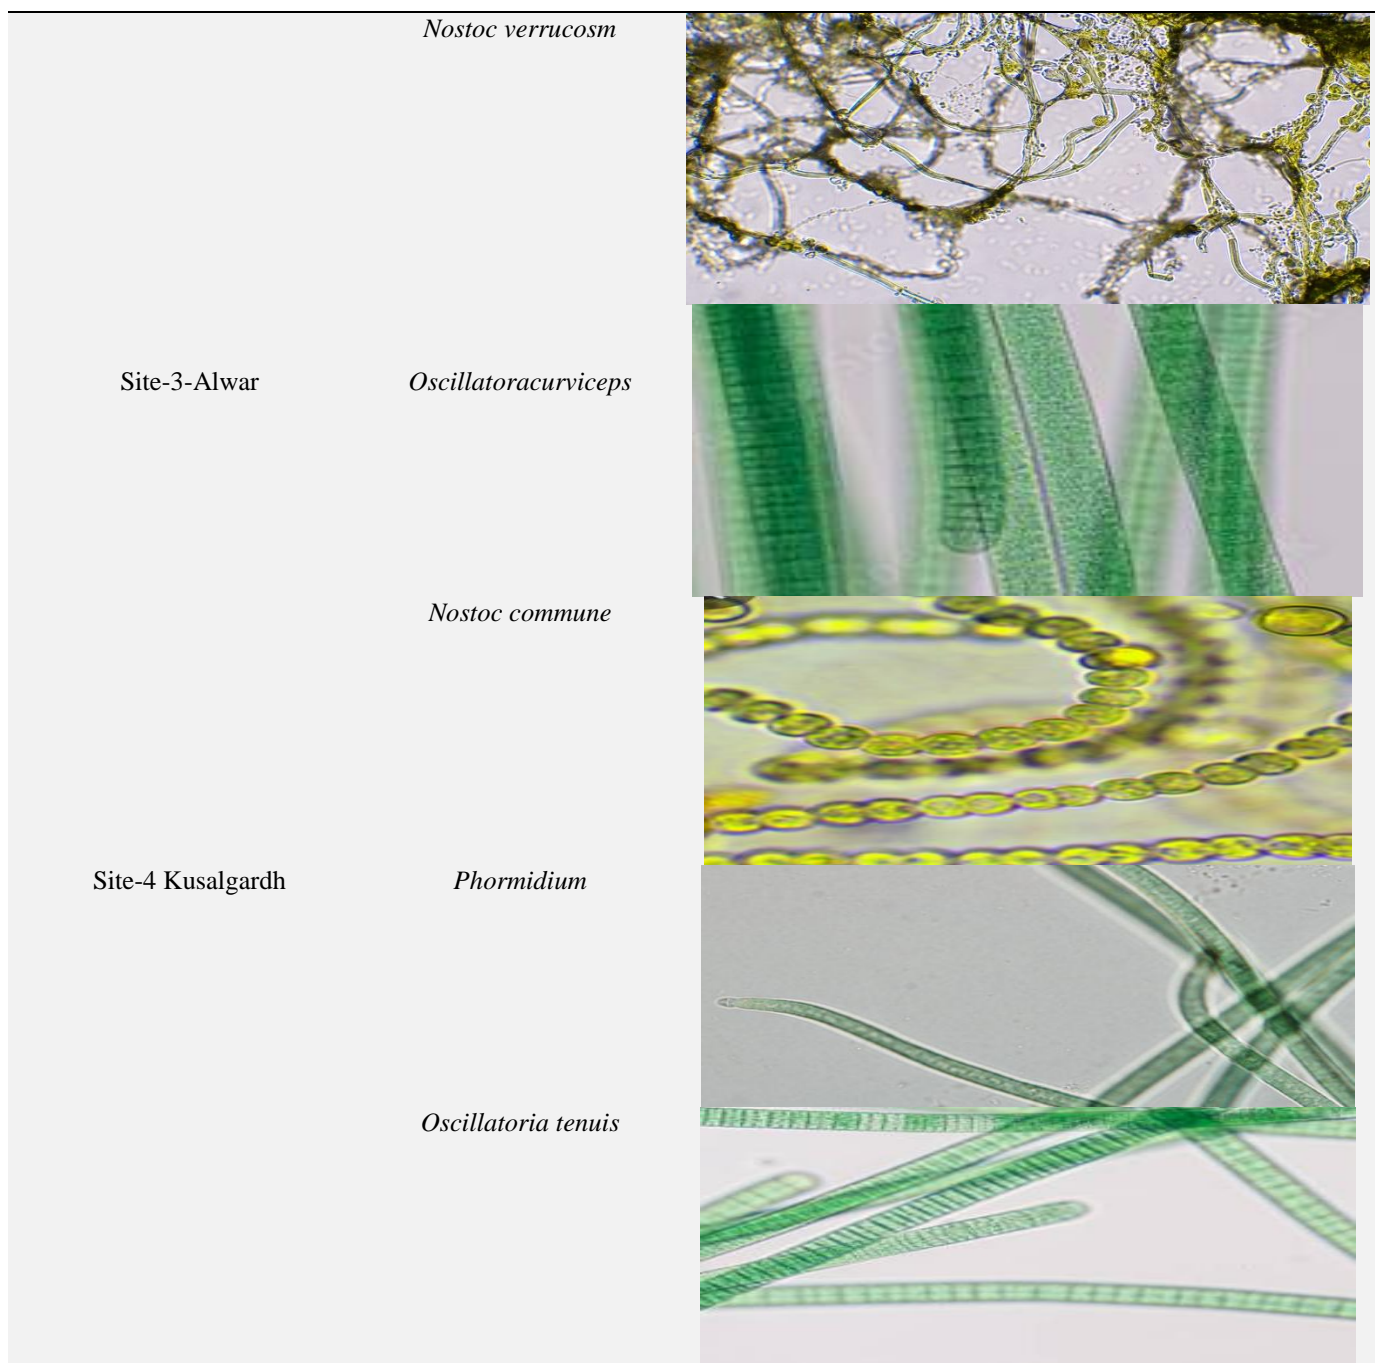 Nostoc verrucosm
Site-3-Alwar Oscillatoracurviceps
Nostoc commune
Site-4 Kusalgardh Phormidium
Oscillatoria tenuis